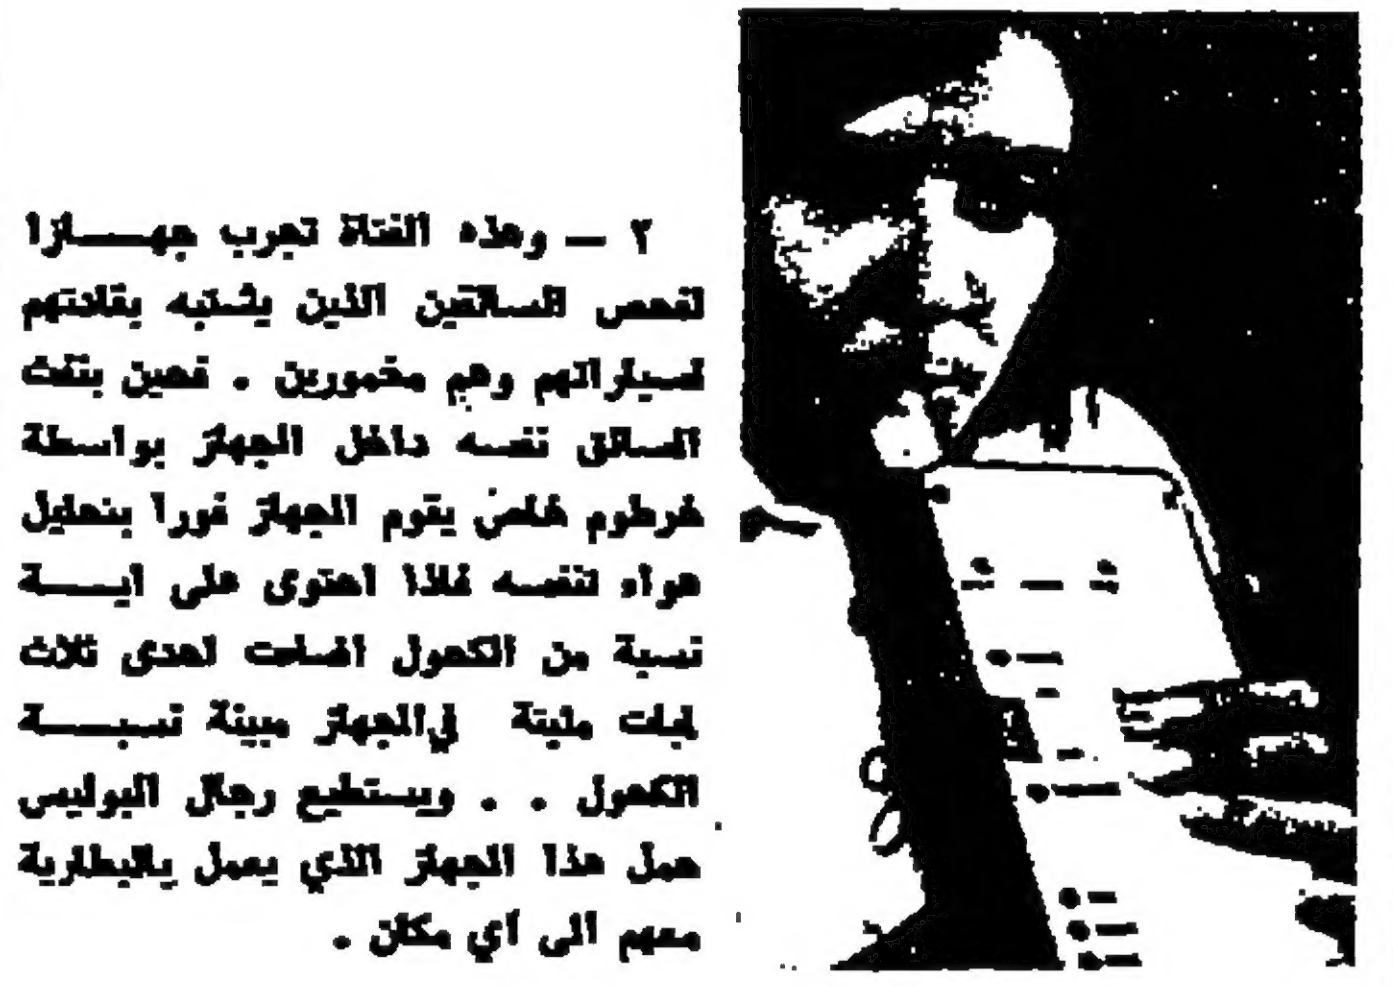 ٢ — وهذه الفتاة تجرب جهـــازا
لفحص السائقين الذين يشتبه بقيادتهم
لسياراتهم وهم مخمورين . فحين ينفث
السائق نفسه داخل الجهاز بواسطة
خرطوم خاص يقوم الجهاز فورا بتحليل
هواء تنفسه فاذا احتوى على ايـــة
نسبة من الكحول اضاءت احدى ثلاث
لمبات مثبتة في الجهاز مبينة نسبـــة
الكحول . . ويستطيع رجال البوليس
حمل هذا الجهاز الذي يعمل بالبطارية
معهم الى أي مكان .